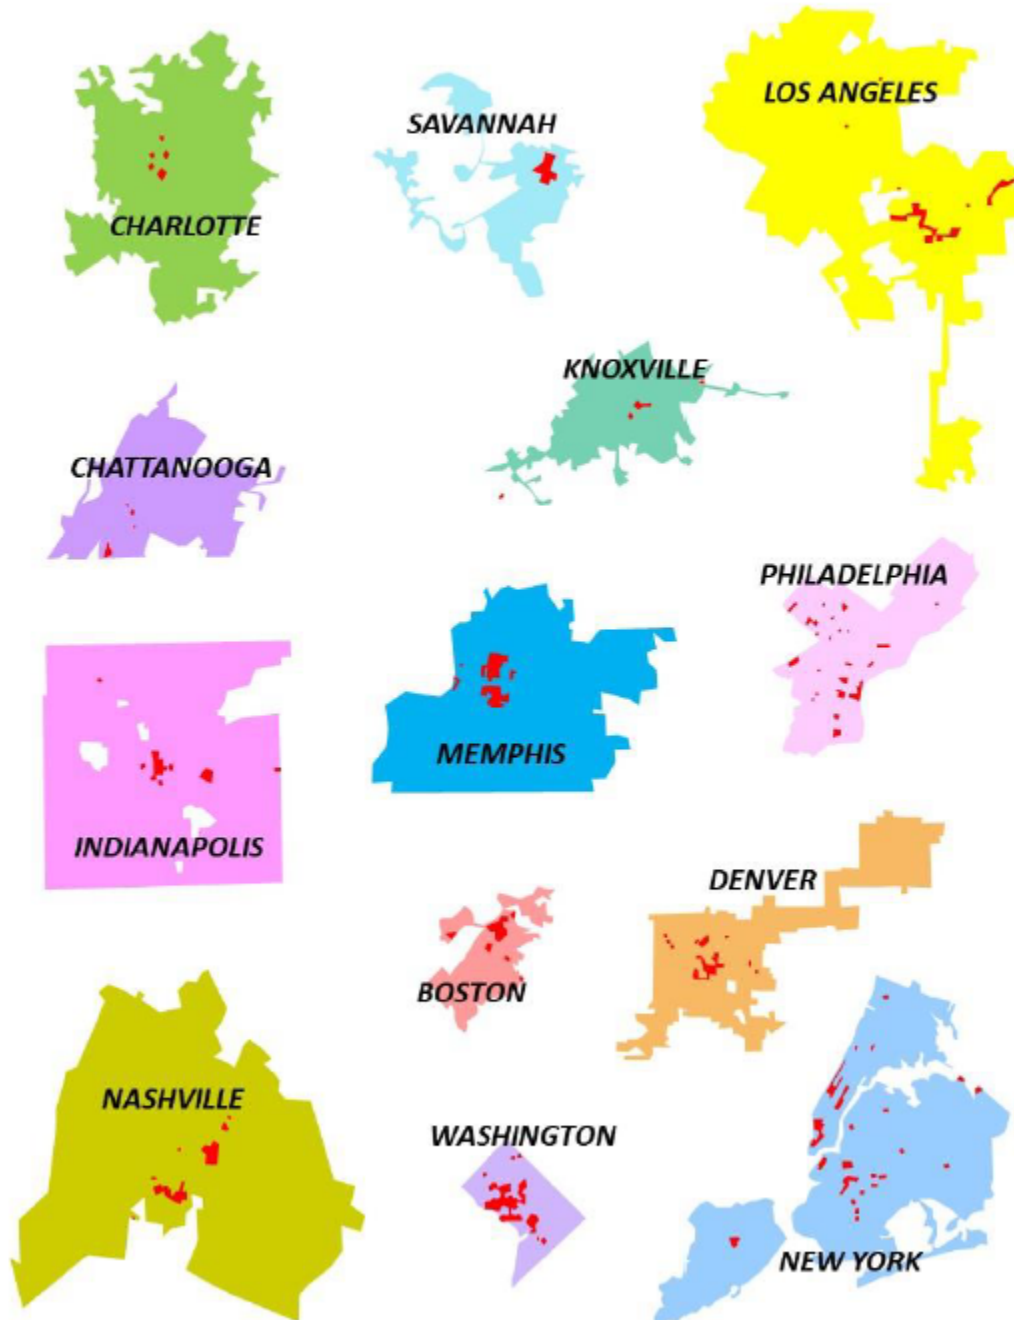 LOS ANGELES
SAVANNAH
CHARLOTTE
KNOXVILLE
CHATTANOOGA
PHILADELPHIA
MEMPHIS
INDIANAPOLIS
DENVER
BOSTON
NASHVILLE
WASHINGTON
NEW YORK